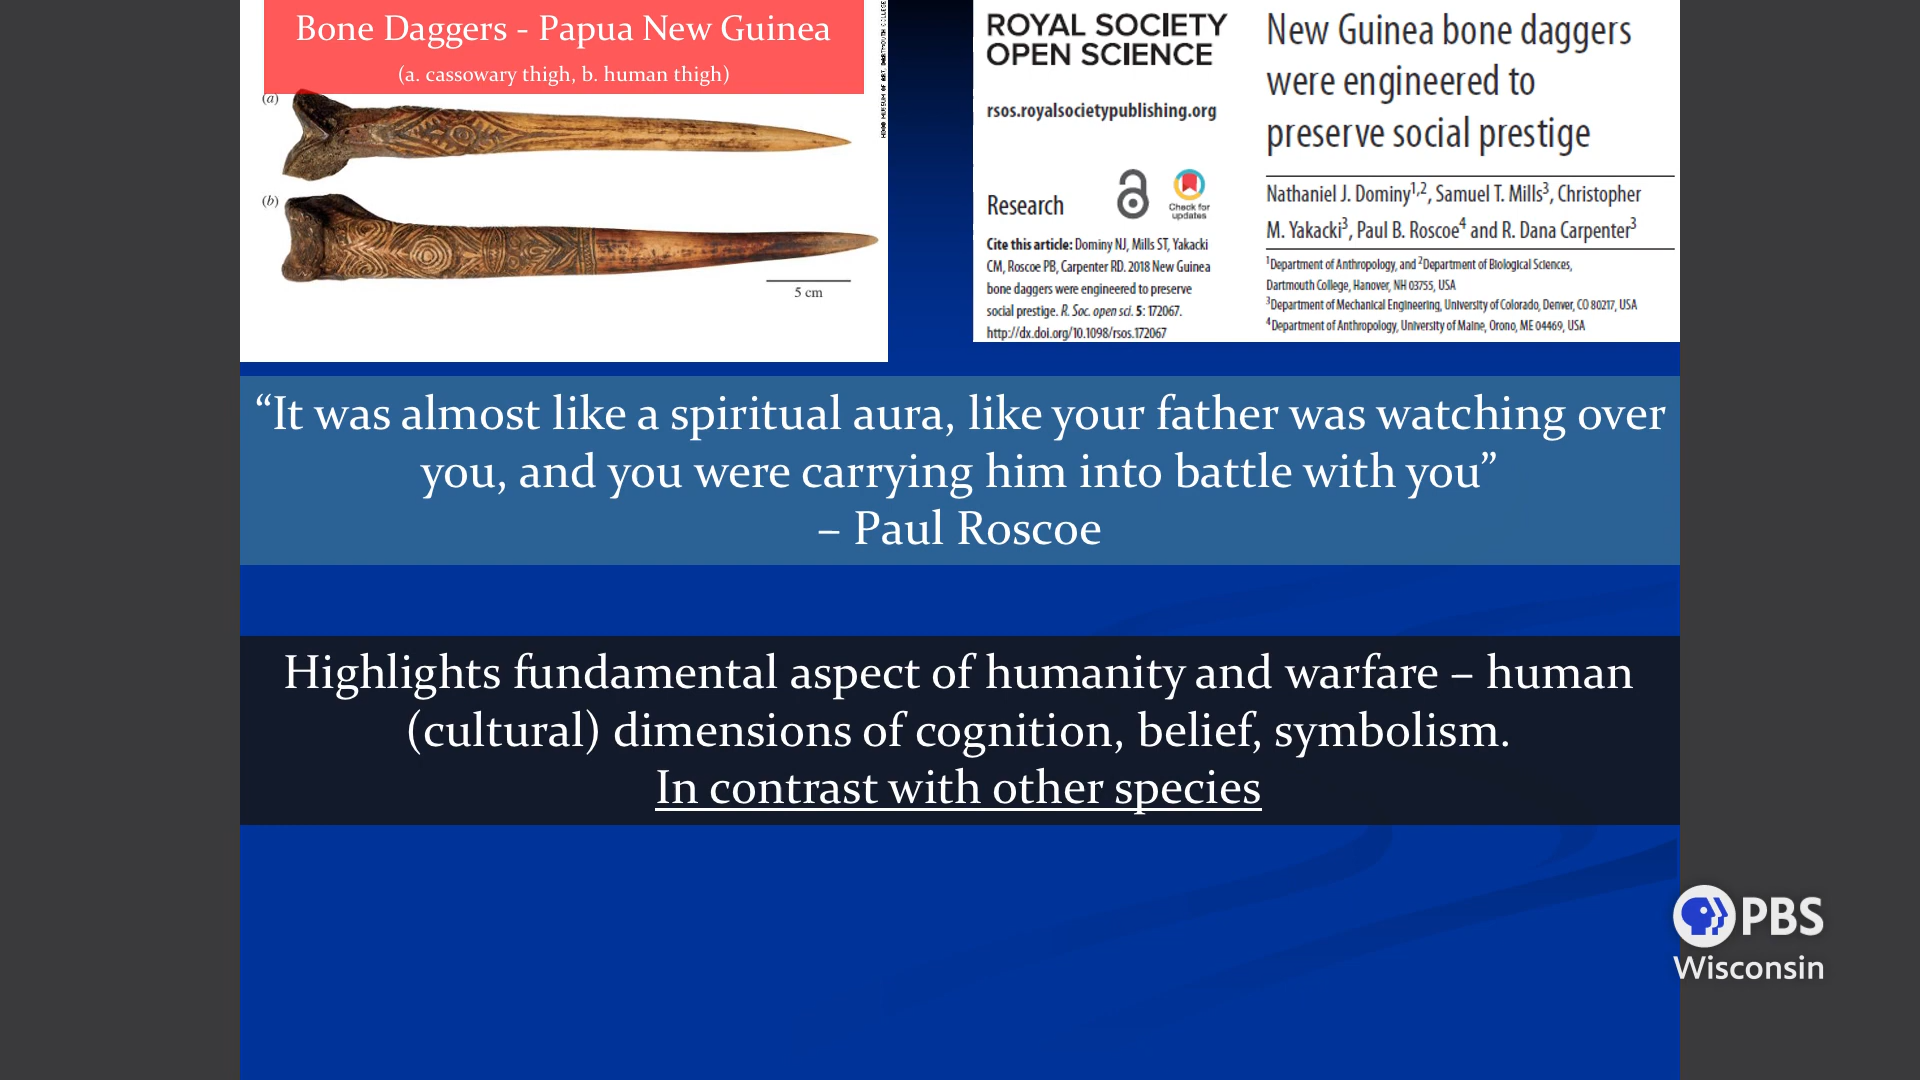 Bone Daggers - Papua New Guinea
(a. cassowary thigh, b. human thigh)
(a)
(b)
5 cm
HOOD MUSEUM OF ART DARTMOUTH COLLEGE
ROYAL SOCIETY
OPEN SCIENCE
rsos.royalsocietypublishing.org
Research
Check for
updates
Cite this article: Dominy NJ, Mills ST, Yakacki
CM, Roscoe PB, Carpenter RD. 2018 New Guinea
bone daggers were engineered to preserve
social prestige. R. Soc. open sci. 5: 172067.
http://dx.doi.org/10.1098/rsos.172067
New Guinea bone daggers
were engineered to
preserve social prestige
Nathaniel J. Dominy1,2, Samuel T. Mills3, Christopher
M. Yakacki3, Paul B. Roscoe4 and R. Dana Carpenter3
1Department of Anthropology, and 2Department of Biological Sciences,
Dartmouth College, Hanover, NH 03755, USA
3Department of Mechanical Engineering, University of Colorado, Denver, CO 80217, USA
4Department of Anthropology, University of Maine, Orono, ME 04469, USA
“It was almost like a spiritual aura, like your father was watching over
you, and you were carrying him into battle with you”
– Paul Roscoe
Highlights fundamental aspect of humanity and warfare – human
(cultural) dimensions of cognition, belief, symbolism.
In contrast with other species
PBS
Wisconsin